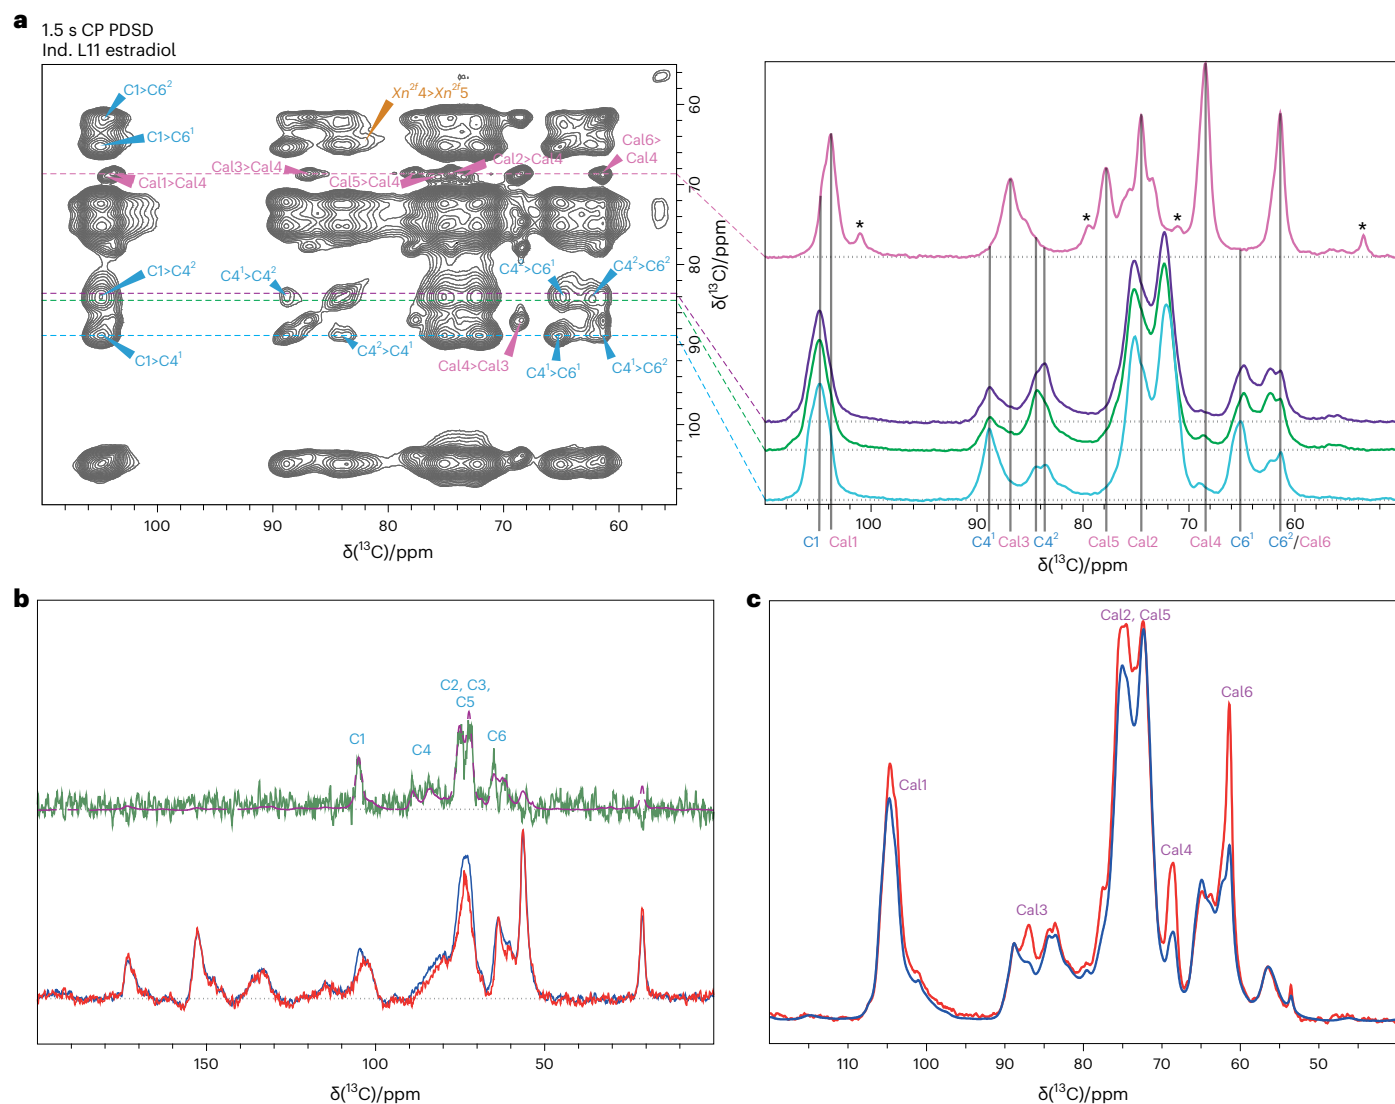 a
1.5 s CP PDSD
Ind. L11 estradiol
C1>C6²
Xn²ᶠ4>Xn²ᶠ5
C1>C6¹
Cal6>
Cal4
Cal3>Cal4
Cal2>Cal4
Cal1>Cal4
Cal5>Cal4
C1>C4²
C4¹>C4²
C4²>C6¹
C4²>C6²
C1>C4¹
C4²>C4¹
Cal4>Cal3
C4¹>C6¹
C4¹>C6²
60
70
80
90
100
δ(¹³C)/ppm
100 90 80 70 60
δ(¹³C)/ppm
* * * *
100 90 80 70 60
C1 Cal1 C4¹ Cal3 C4² Cal5 Cal2 Cal4 C6¹ C6²/Cal6
δ(¹³C)/ppm
b
C2, C3,
C5
C1
C4
C6
150 100 50
δ(¹³C)/ppm
c
Cal2, Cal5
Cal6
Cal1
Cal4
Cal3
110 100 90 80 70 60 50
δ(¹³C)/ppm